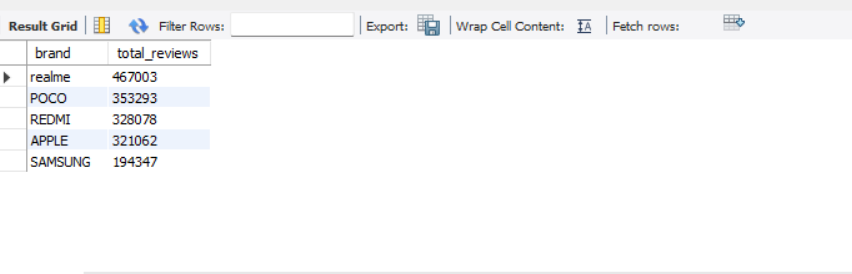 Result Grid Filter Rows: Export: Wrap Cell Content: IA Fetch rows:
brand total_reviews
realme 467003
POCO 353293
REDMI 328078
APPLE 321062
SAMSUNG 194347